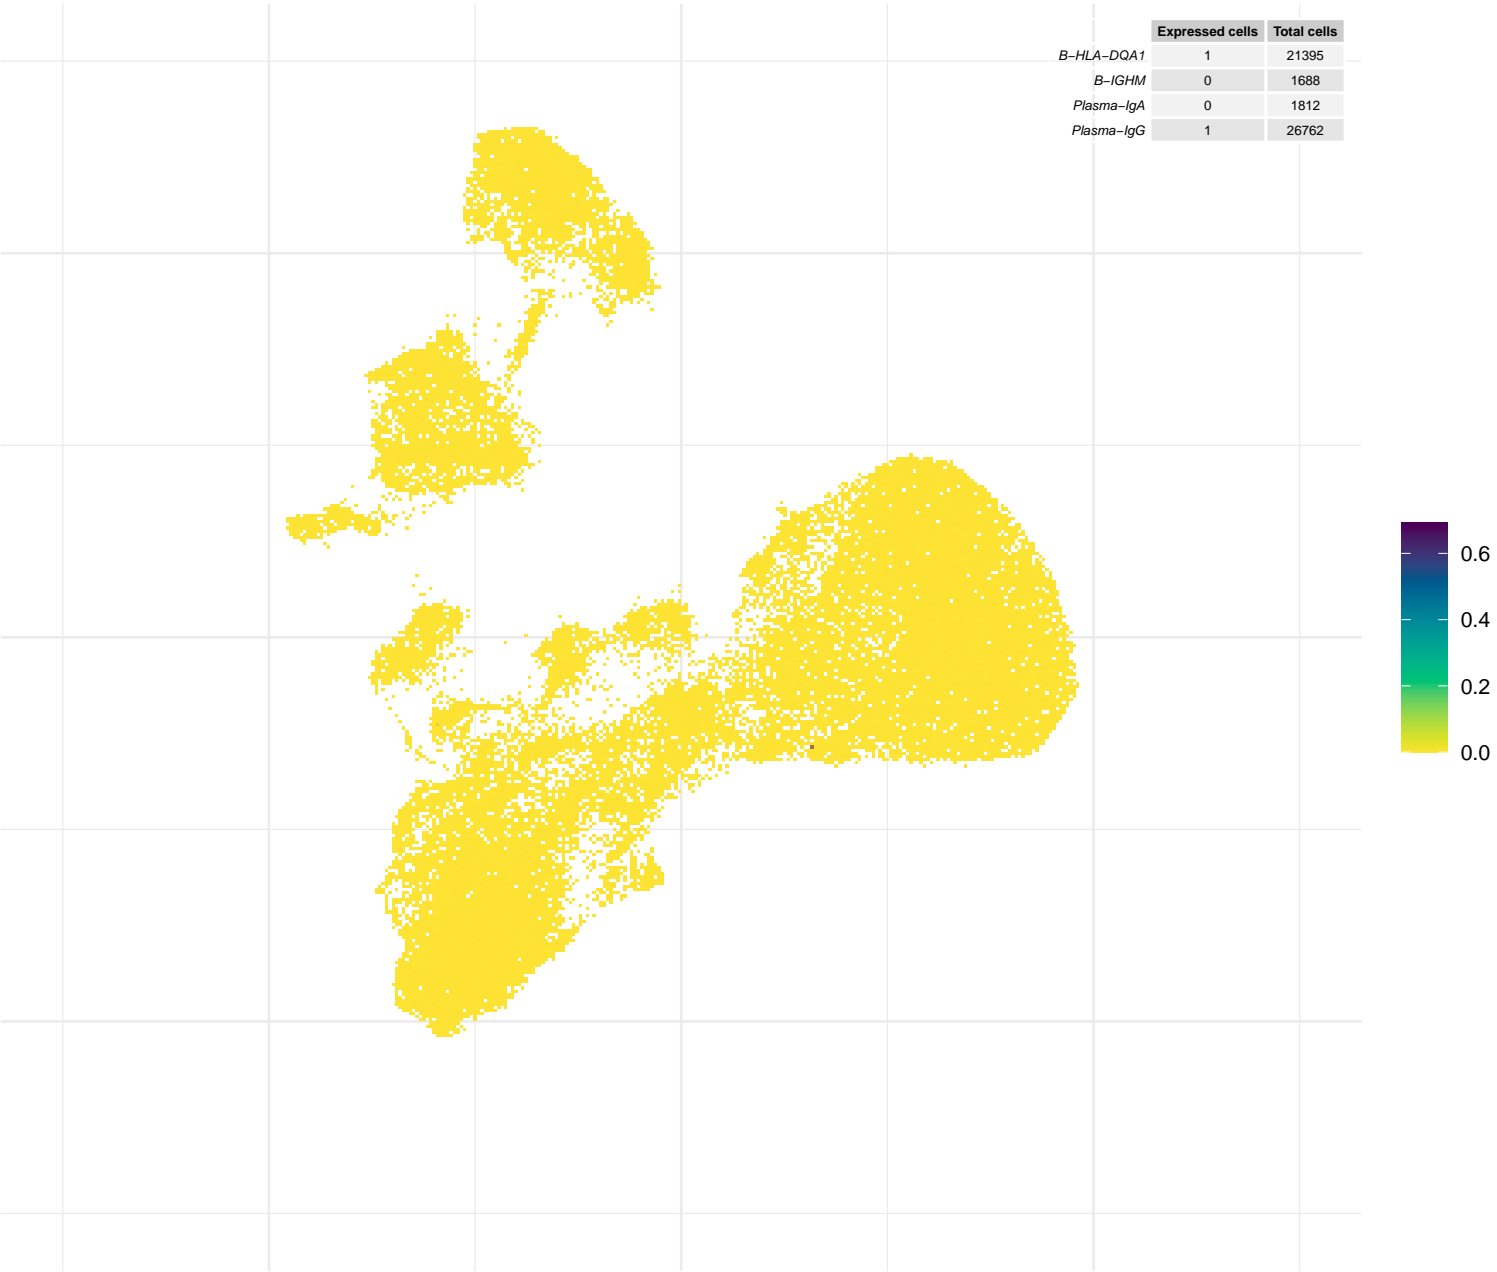 Expressed cells Total cells
B−HLA−DQA1 1 21395
B−IGHM 0 1688
Plasma−IgA 0 1812
Plasma−IgG 1 26762
0.6
0.4
0.2
0.0